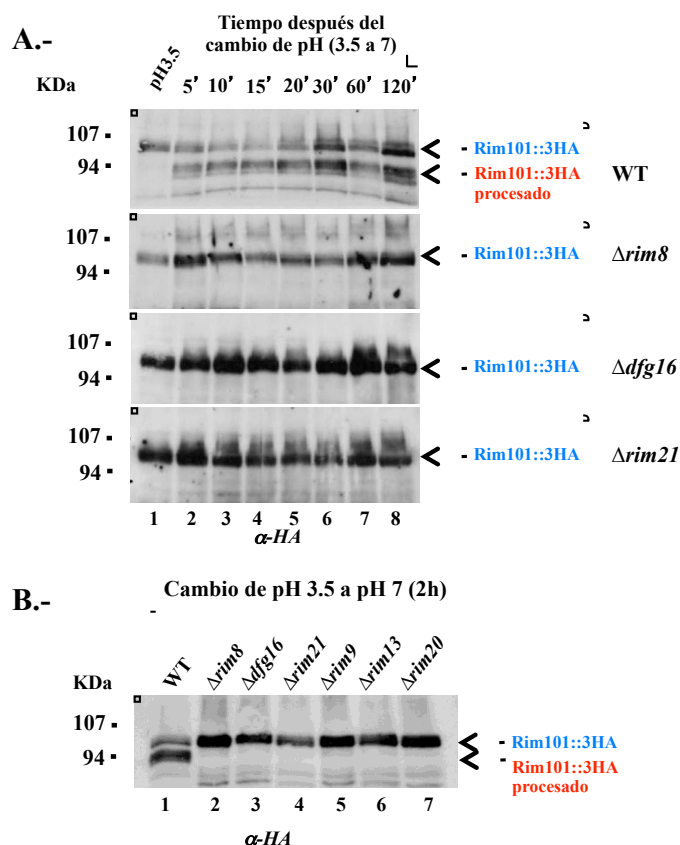 A.-
Tiempo después del
cambio de pH (3.5 a 7)
KDa
pH3.5 5’ 10’ 15’ 20’ 30’ 60’ 120’
107
94
Rim101::3HA
Rim101::3HA
procesado
WT
107
94
Rim101::3HA
Δrim8
107
94
Rim101::3HA
Δdfg16
107
94
Rim101::3HA
Δrim21
1 2 3 4 5 6 7 8
α-HA
B.-
Cambio de pH 3.5 a pH 7 (2h)
KDa
WT Δrim8 Δdfg16 Δrim21 Δrim9 Δrim13 Δrim20
107
94
Rim101::3HA
Rim101::3HA
procesado
1 2 3 4 5 6 7
α-HA